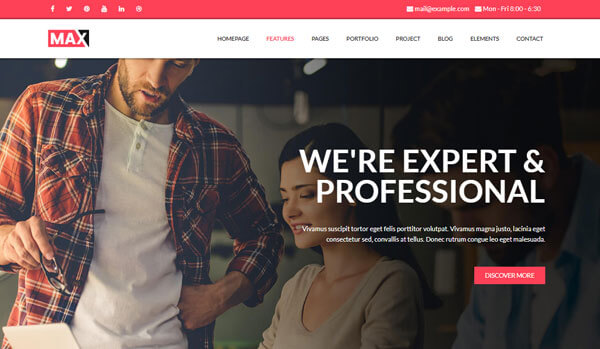 mail@example.com Mon - Fri 8:00 - 6:30
MAX
HOMEPAGE FEATURES PAGES PORTFOLIO PROJECT BLOG ELEMENTS CONTACT
WE'RE EXPERT &
PROFESSIONAL
Vivamus suscipit tortor eget felis porttitor volutpat. Vivamus magna justo, lacinia eget
consectetur sed, convallis at tellus. Donec rutrum congue leo eget malesuada.
DISCOVER MORE